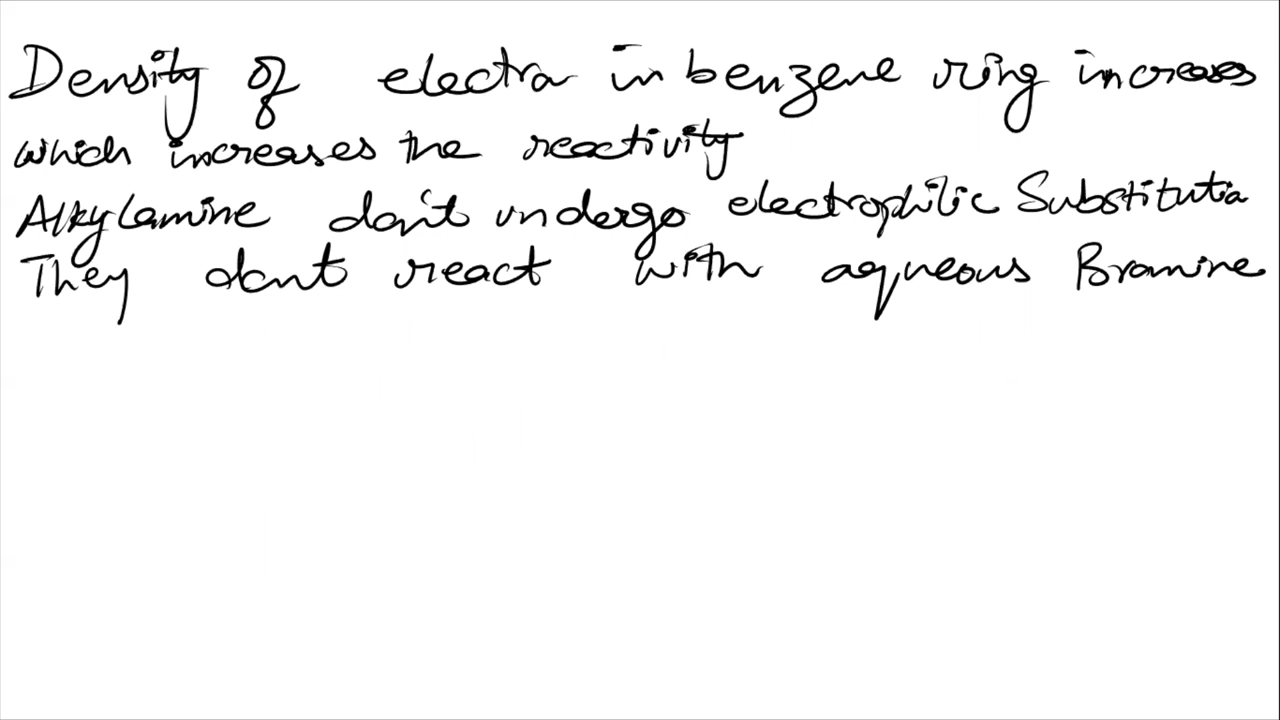 Density of electron in benzene ring increases
which increases the reactivity
Alkylamine don't undergo electrophilic Substitution
They dont react with aqueous Bromine